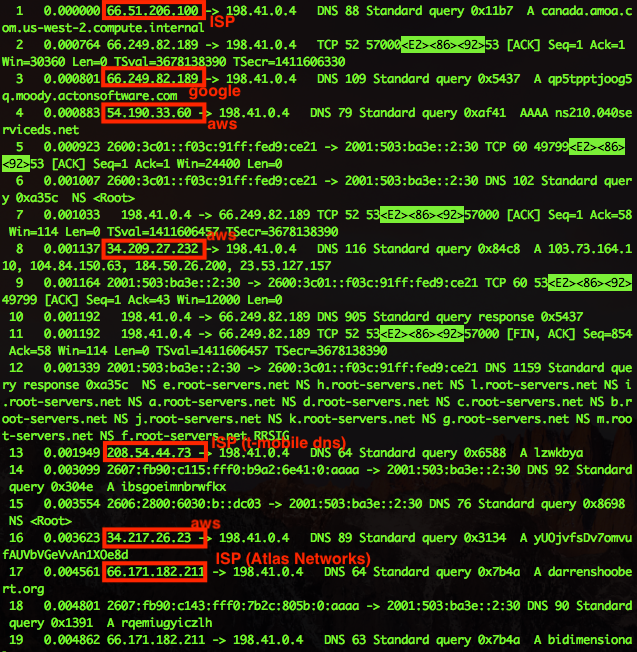 1 0.000000 66.51.206.100 -> 198.41.0.4 DNS 88 Standard query 0x11b7 A canada.amoa.c
om.us-west-2.compute.internal
ISP
2 0.000764 66.249.82.189 -> 198.41.0.4 TCP 52 57000<E2><86><92>53 [ACK] Seq=1 Ack=1
Win=30360 Len=0 TSval=3678138390 TSecr=1411606330
3 0.000801 66.249.82.189 -> 198.41.0.4 DNS 109 Standard query 0x5437 A qp5tpptjoog5
q.moody.actonsoftware.com
google
4 0.000883 54.190.33.60 -> 198.41.0.4 DNS 79 Standard query 0xaf41 AAAA ns210.040se
rviceds.net
aws
5 0.000923 2600:3c01::f03c:91ff:fed9:ce21 -> 2001:503:ba3e::2:30 TCP 60 49799<E2><86>
<92>53 [ACK] Seq=1 Ack=1 Win=24400 Len=0
6 0.001007 2600:3c01::f03c:91ff:fed9:ce21 -> 2001:503:ba3e::2:30 DNS 102 Standard quer
y 0xa35c NS <Root>
7 0.001033 198.41.0.4 -> 66.249.82.189 TCP 52 53<E2><86><92>57000 [ACK] Seq=1 Ack=58
Win=114 Len=0 TSval=1411606457 TSecr=3678138390
aws
8 0.001137 34.209.27.232 -> 198.41.0.4 DNS 116 Standard query 0x84c8 A 103.73.164.1
10, 104.84.150.63, 184.50.26.200, 23.53.127.157
9 0.001164 2001:503:ba3e::2:30 -> 2600:3c01::f03c:91ff:fed9:ce21 TCP 60 53<E2><86><92>
49799 [ACK] Seq=1 Ack=43 Win=12000 Len=0
10 0.001192 198.41.0.4 -> 66.249.82.189 DNS 905 Standard query response 0x5437
11 0.001192 198.41.0.4 -> 66.249.82.189 TCP 52 53<E2><86><92>57000 [FIN, ACK] Seq=854
Ack=58 Win=114 Len=0 TSval=1411606457 TSecr=3678138390
12 0.001339 2001:503:ba3e::2:30 -> 2600:3c01::f03c:91ff:fed9:ce21 DNS 1159 Standard que
ry response 0xa35c NS e.root-servers.net NS h.root-servers.net NS l.root-servers.net NS i
.root-servers.net NS a.root-servers.net NS d.root-servers.net NS c.root-servers.net NS b.r
oot-servers.net NS j.root-servers.net NS k.root-servers.net NS g.root-servers.net NS m.roo
t-servers.net NS f.root-servers.net RRSIG
ISP (t-mobile dns)
13 0.001949 208.54.44.73 -> 198.41.0.4 DNS 64 Standard query 0x6588 A lzwkbya
14 0.003099 2607:fb90:c115:fff0:b9a2:6e41:0:aaaa -> 2001:503:ba3e::2:30 DNS 92 Standard
query 0x304e A ibsgoeimnbrwfkx
15 0.003554 2606:2800:6030:b::dc03 -> 2001:503:ba3e::2:30 DNS 76 Standard query 0x8698
NS <Root>
aws
16 0.003623 34.217.26.23 -> 198.41.0.4 DNS 89 Standard query 0x3134 A yUOjvfsDv7omvu
fAUVbVGeVvAn1XOe8d
ISP (Atlas Networks)
17 0.004561 66.171.182.211 -> 198.41.0.4 DNS 64 Standard query 0x7b4a A darrenshoobe
rt.org
18 0.004801 2607:fb90:c143:fff0:7b2c:805b:0:aaaa -> 2001:503:ba3e::2:30 DNS 90 Standard
query 0x1391 A rqemiugyiczlh
19 0.004862 66.171.182.211 -> 198.41.0.4 DNS 63 Standard query 0x7b4a A bidimensiona